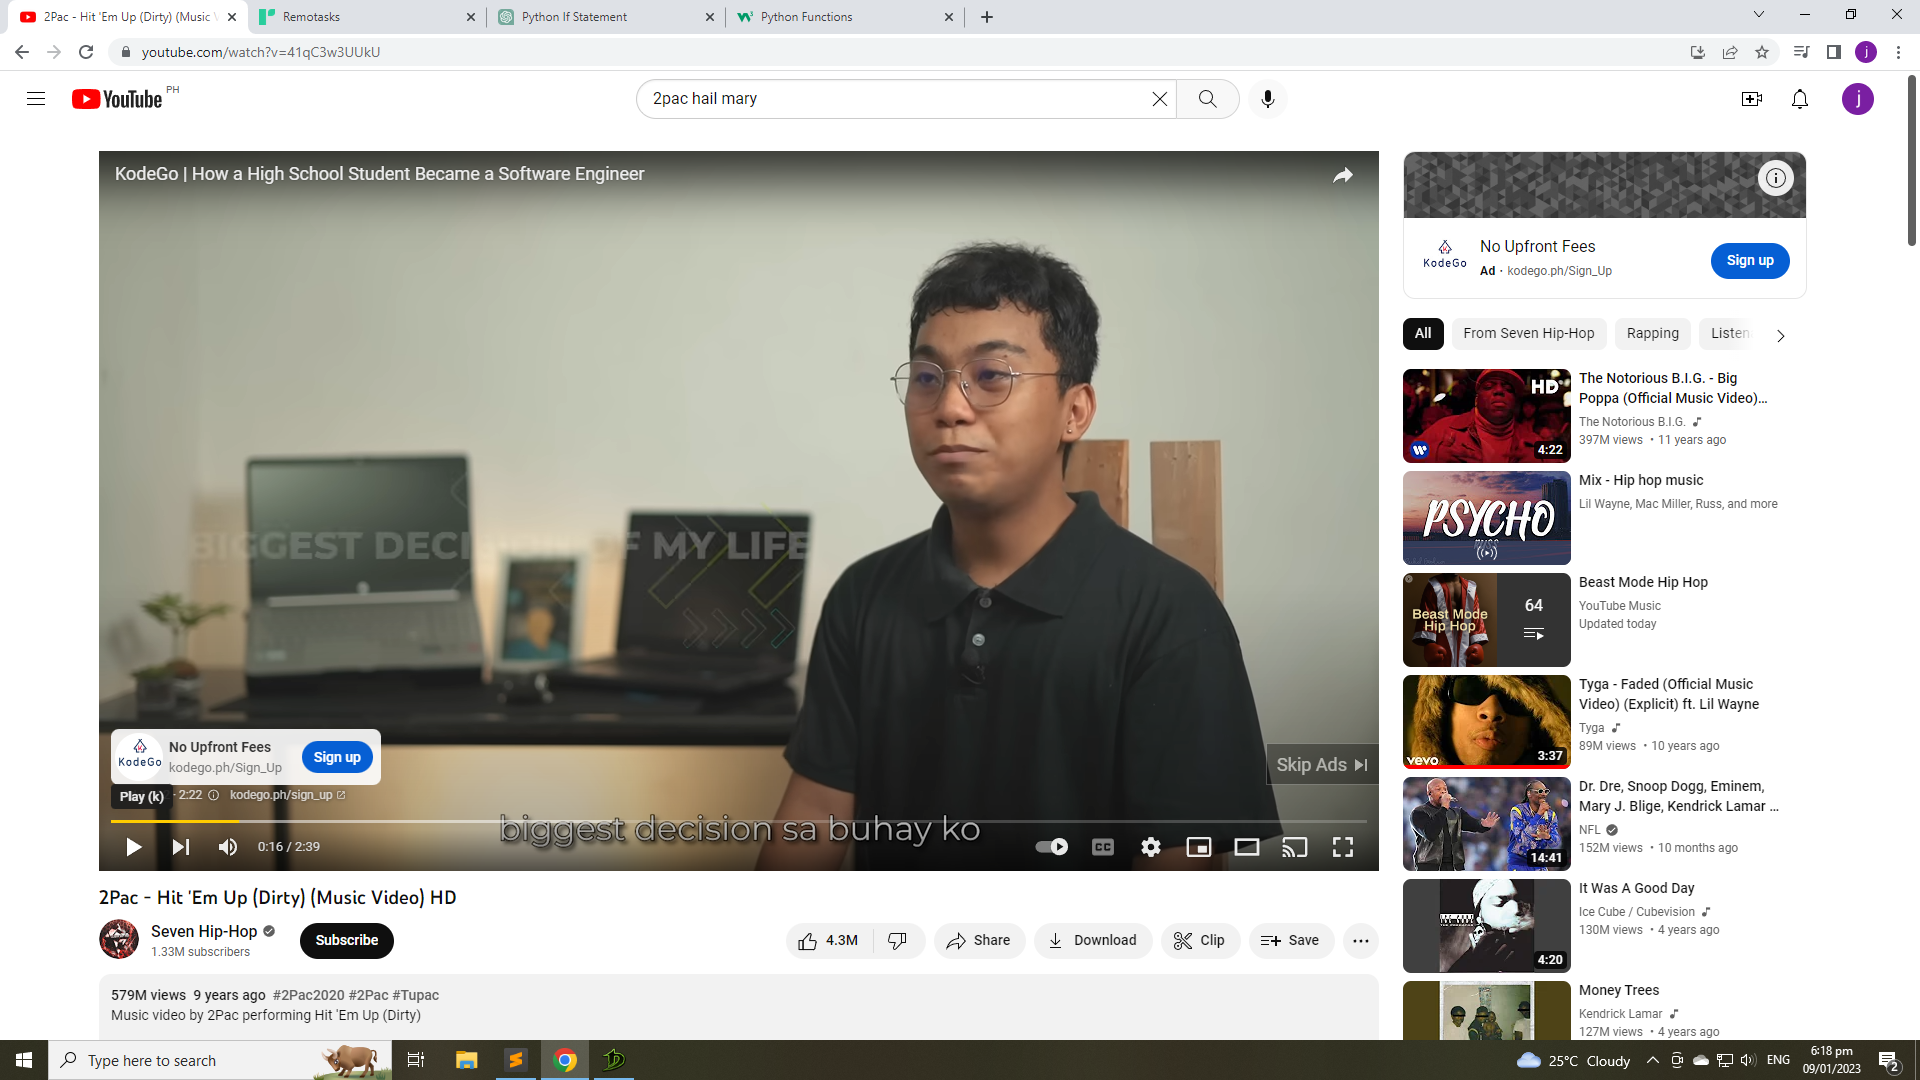 2Pac - Hit 'Em Up (Dirty) (Music V
Remotasks
Python If Statement
Python Functions
youtube.com/watch?v=41qC3w3UUkU
j
YouTube PH
2pac hail mary
j
KodeGo | How a High School Student Became a Software Engineer
BIGGEST DECISION OF MY LIFE
KodeGo
No Upfront Fees
kodego.ph/Sign_Up
Sign up
Skip Ads
Play (k)
· 2:22
kodego.ph/sign_up
biggest decision sa buhay ko
0:16 / 2:39
CC
2Pac - Hit 'Em Up (Dirty) (Music Video) HD
Seven Hip-Hop
1.33M subscribers
Subscribe
4.3M
Share
Download
Clip
Save
579M views 9 years ago #2Pac2020 #2Pac #Tupac
Music video by 2Pac performing Hit 'Em Up (Dirty)
KodeGo
No Upfront Fees
Ad · kodego.ph/Sign_Up
Sign up
All
From Seven Hip-Hop
Rapping
Listen
HD
4:22
The Notorious B.I.G. - Big
Poppa (Official Music Video)...
The Notorious B.I.G.
397M views • 11 years ago
PSYCHO
RUSS
Mix - Hip hop music
Lil Wayne, Mac Miller, Russ, and more
Beast Mode
Hip Hop
64
Beast Mode Hip Hop
YouTube Music
Updated today
vevo
3:37
Tyga - Faded (Official Music
Video) (Explicit) ft. Lil Wayne
Tyga
89M views • 10 years ago
14:41
Dr. Dre, Snoop Dogg, Eminem,
Mary J. Blige, Kendrick Lamar ...
NFL
152M views • 10 months ago
4:20
It Was A Good Day
Ice Cube / Cubevision
130M views • 4 years ago
Money Trees
Kendrick Lamar
127M views • 4 years ago
Type here to search
25°C Cloudy
ENG
6:18 pm
09/01/2023
2